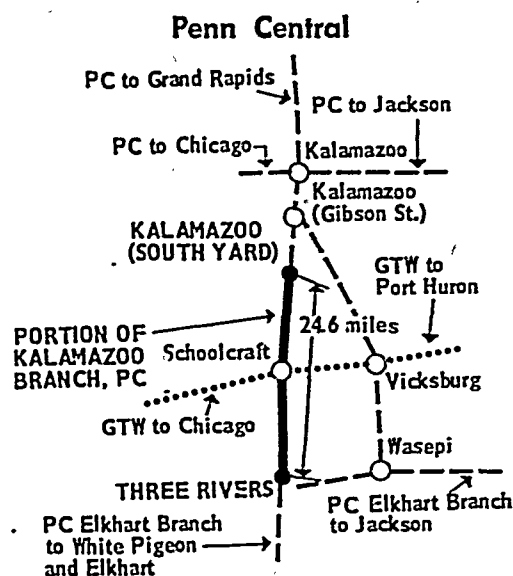 Penn Central
PC to Grand Rapids
PC to Jackson
PC to Chicago
Kalamazoo
Kalamazoo
(Gibson St.)
KALAMAZOO
(SOUTH YARD)
GTW to
Port Huron
24.6 miles
PORTION OF
KALAMAZOO
BRANCH, PC
Schoolcraft
Vicksburg
GTW to Chicago
Wasepi
THREE RIVERS
PC Elkhart Branch
to Jackson
PC Elkhart Branch
to White Pigeon
and Elkhart